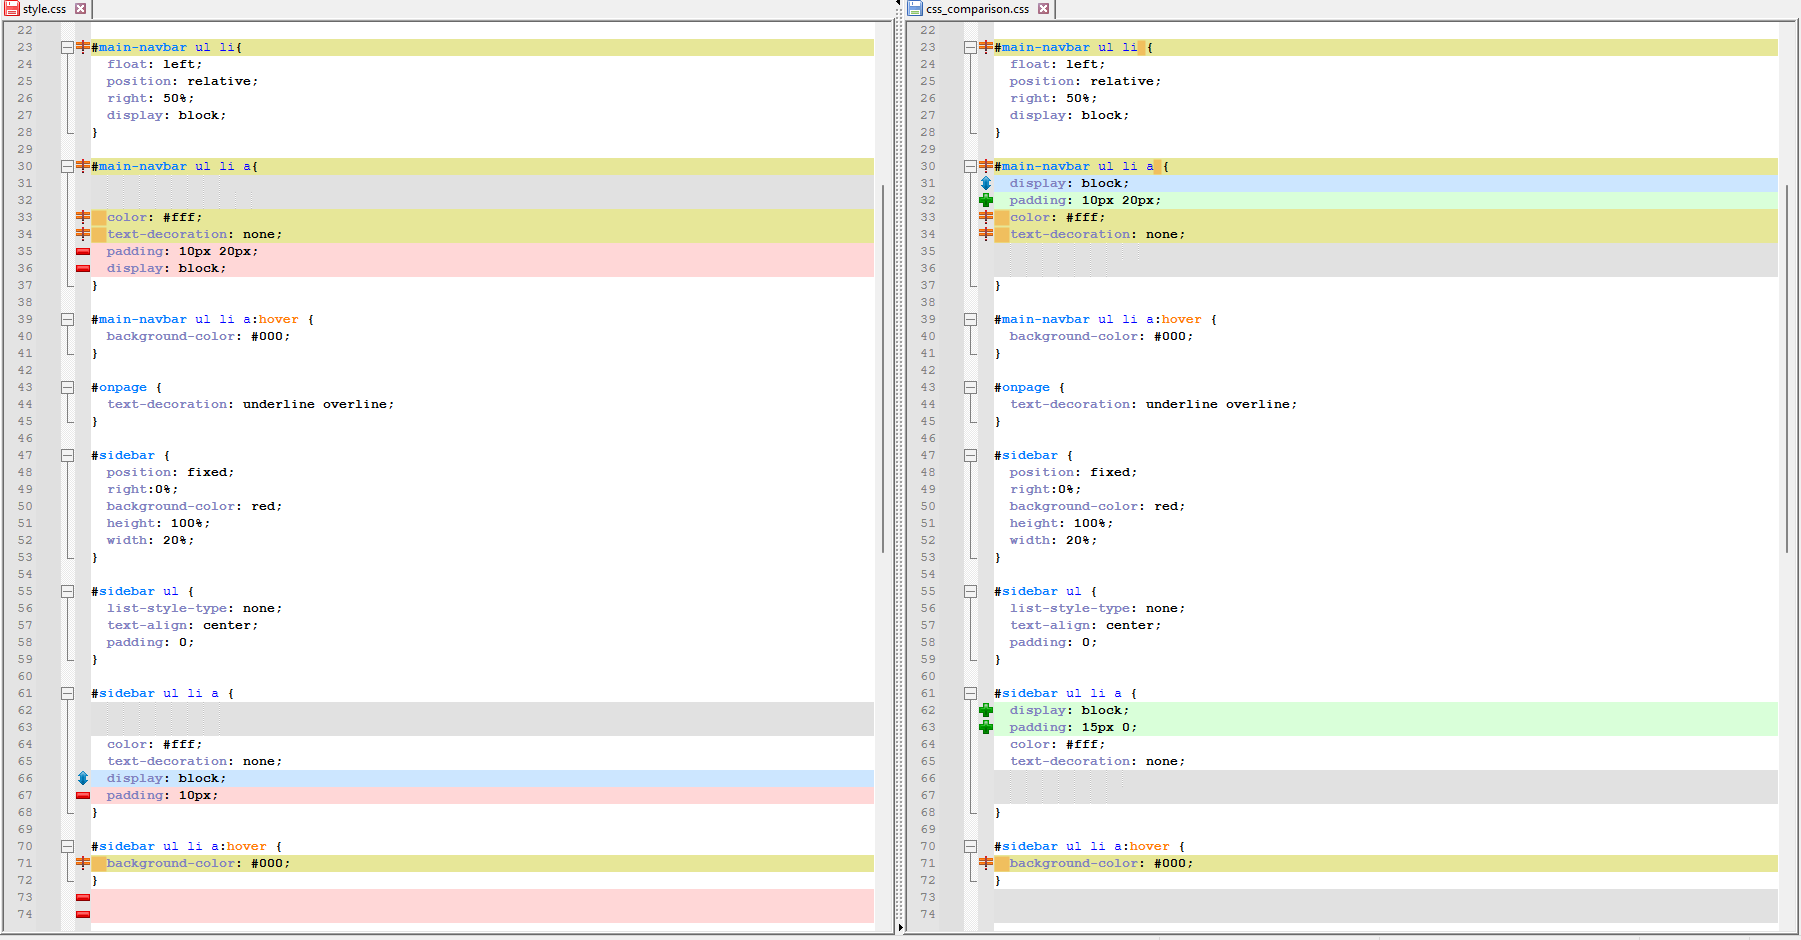 style.css
22
23 #main-navbar ul li{
24   float: left;
25   position: relative;
26   right: 50%;
27   display: block;
28 }
29
30 #main-navbar ul li a{
31
32
33   color: #fff;
34   text-decoration: none;
35   padding: 10px 20px;
36   display: block;
37 }
38
39 #main-navbar ul li a:hover {
40   background-color: #000;
41 }
42
43 #onpage {
44   text-decoration: underline overline;
45 }
46
47 #sidebar {
48   position: fixed;
49   right:0%;
50   background-color: red;
51   height: 100%;
52   width: 20%;
53 }
54
55 #sidebar ul {
56   list-style-type: none;
57   text-align: center;
58   padding: 0;
59 }
60
61 #sidebar ul li a {
62
63
64   color: #fff;
65   text-decoration: none;
66   display: block;
67   padding: 10px;
68 }
69
70 #sidebar ul li a:hover {
71   background-color: #000;
72 }
73
74
css_comparison.css
22
23 #main-navbar ul li {
24   float: left;
25   position: relative;
26   right: 50%;
27   display: block;
28 }
29
30 #main-navbar ul li a {
31   display: block;
32   padding: 10px 20px;
33   color: #fff;
34   text-decoration: none;
35
36
37 }
38
39 #main-navbar ul li a:hover {
40   background-color: #000;
41 }
42
43 #onpage {
44   text-decoration: underline overline;
45 }
46
47 #sidebar {
48   position: fixed;
49   right:0%;
50   background-color: red;
51   height: 100%;
52   width: 20%;
53 }
54
55 #sidebar ul {
56   list-style-type: none;
57   text-align: center;
58   padding: 0;
59 }
60
61 #sidebar ul li a {
62   display: block;
63   padding: 15px 0;
64   color: #fff;
65   text-decoration: none;
66
67
68 }
69
70 #sidebar ul li a:hover {
71   background-color: #000;
72 }
73
74